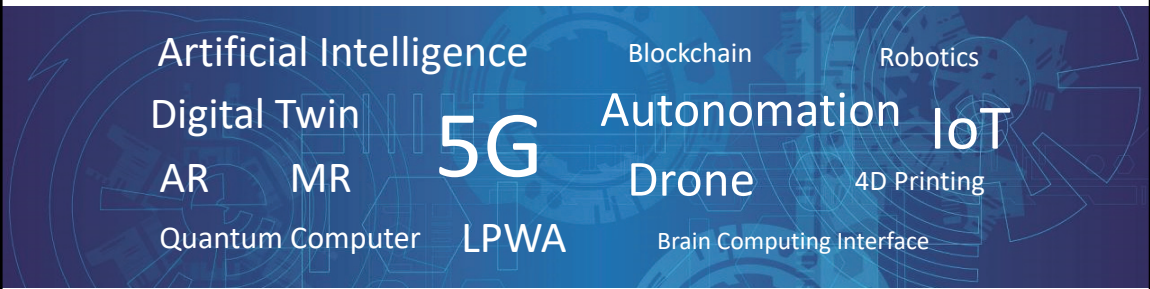 Artificial Intelligence
Blockchain
Robotics
Digital Twin
5G
Autonomation
IoT
AR
MR
Drone
4D Printing
Quantum Computer
LPWA
Brain Computing Interface